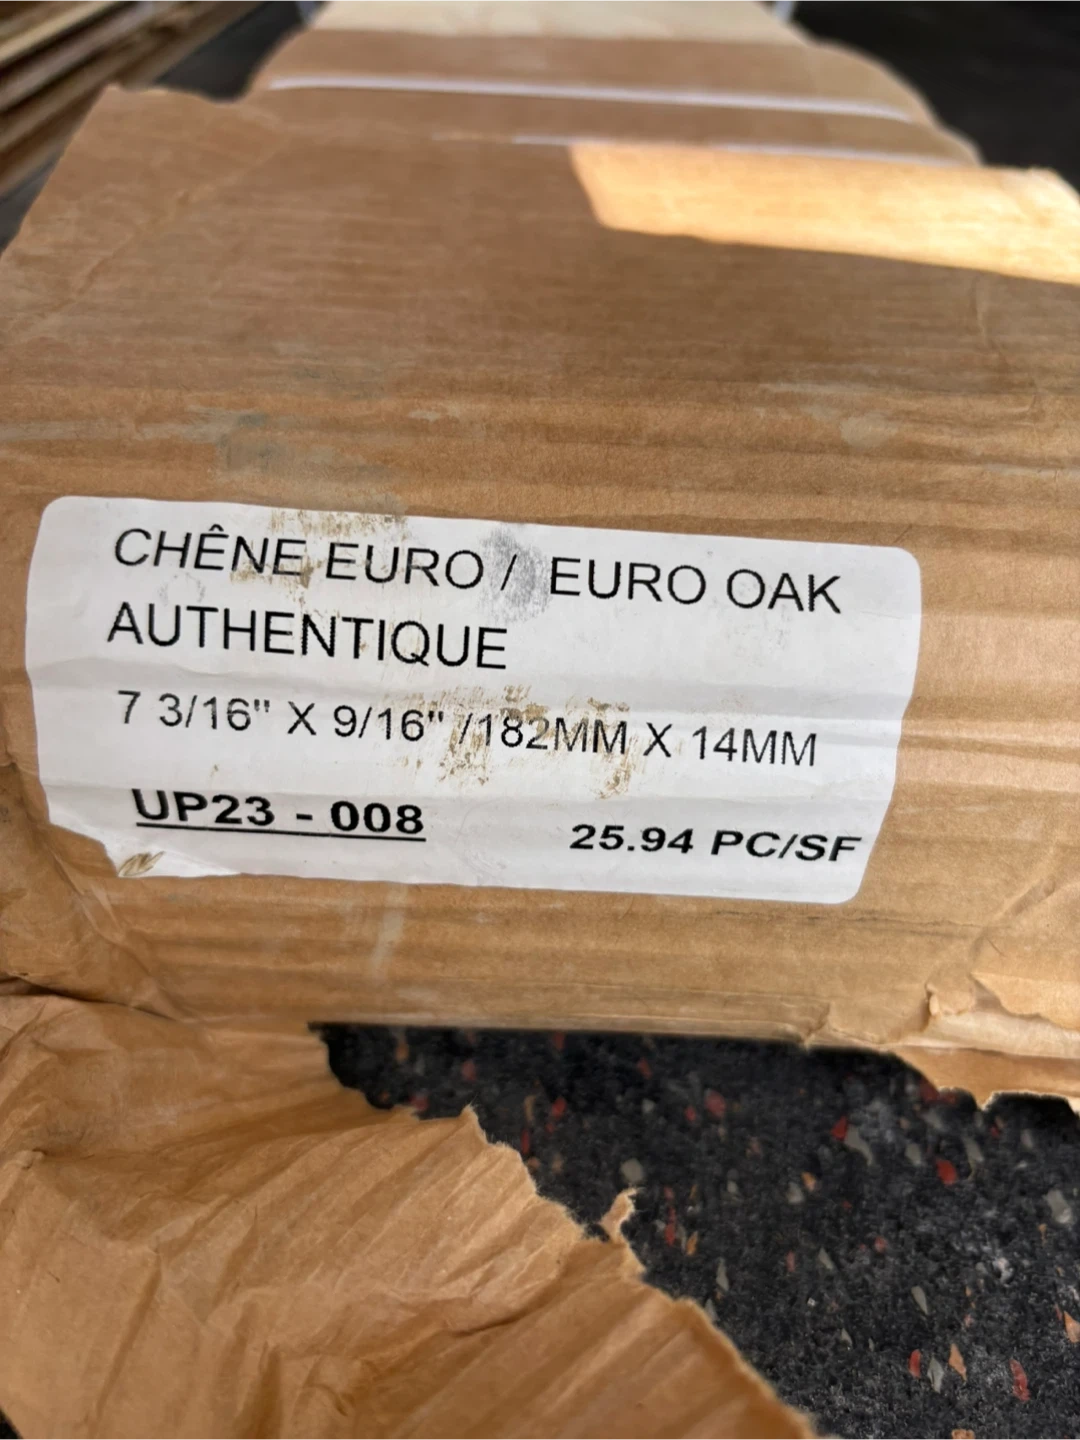 CHÊNE EURO / EURO OAK
AUTHENTIQUE
7 3/16" X 9/16" /182MM X 14MM
UP23 - 008 25.94 PC/SF